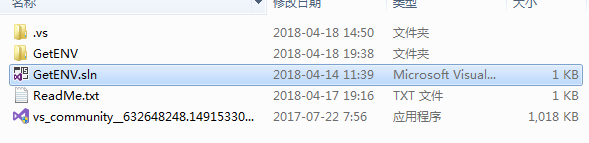 修改日期 类型 大小
.vs 2018-04-18 14:50 文件夹
GetENV 2018-04-18 19:38 文件夹
GetENV.sln 2018-04-14 11:39 Microsoft Visual... 1 KB
ReadMe.txt 2018-04-17 19:16 TXT 文件 1 KB
vs_community__632648248.14915330... 2017-07-22 7:56 应用程序 1,018 KB